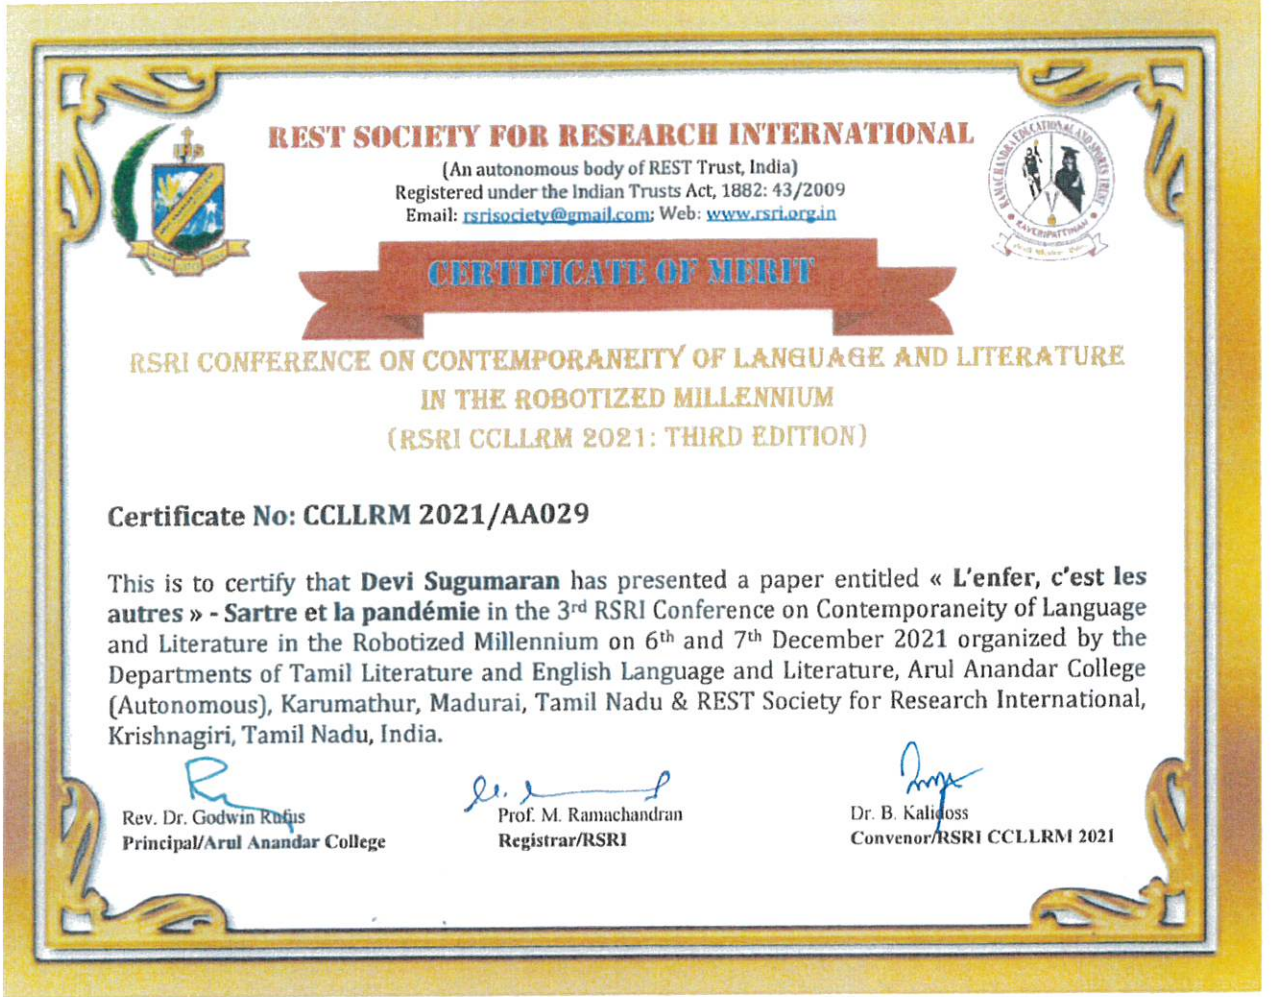 REST SOCIETY FOR RESEARCH INTERNATIONAL
(An autonomous body of REST Trust, India)
Registered under the Indian Trusts Act, 1882: 43/2009
Email: rsrisociety@gmail.com; Web: www.rsri.org.in
IHS
RAMACHANDRA EDUCATIONAL AND SPORTS TRUST
KAVERIPATTINAM
CERTIFICATE OF MERIT
RSRI CONFERENCE ON CONTEMPORANEITY OF LANGUAGE AND LITERATURE
IN THE ROBOTIZED MILLENNIUM
(RSRI CCLLRM 2021: THIRD EDITION)
Certificate No: CCLLRM 2021/AA029
This is to certify that Devi Sugumaran has presented a paper entitled « L'enfer, c'est les
autres » - Sartre et la pandémie in the 3rd RSRI Conference on Contemporaneity of Language
and Literature in the Robotized Millennium on 6th and 7th December 2021 organized by the
Departments of Tamil Literature and English Language and Literature, Arul Anandar College
(Autonomous), Karumathur, Madurai, Tamil Nadu & REST Society for Research International,
Krishnagiri, Tamil Nadu, India.
Rev. Dr. Godwin Rufus
Principal/Arul Anandar College
Prof. M. Ramachandran
Registrar/RSRI
Dr. B. Kalidoss
Convenor/RSRI CCLLRM 2021